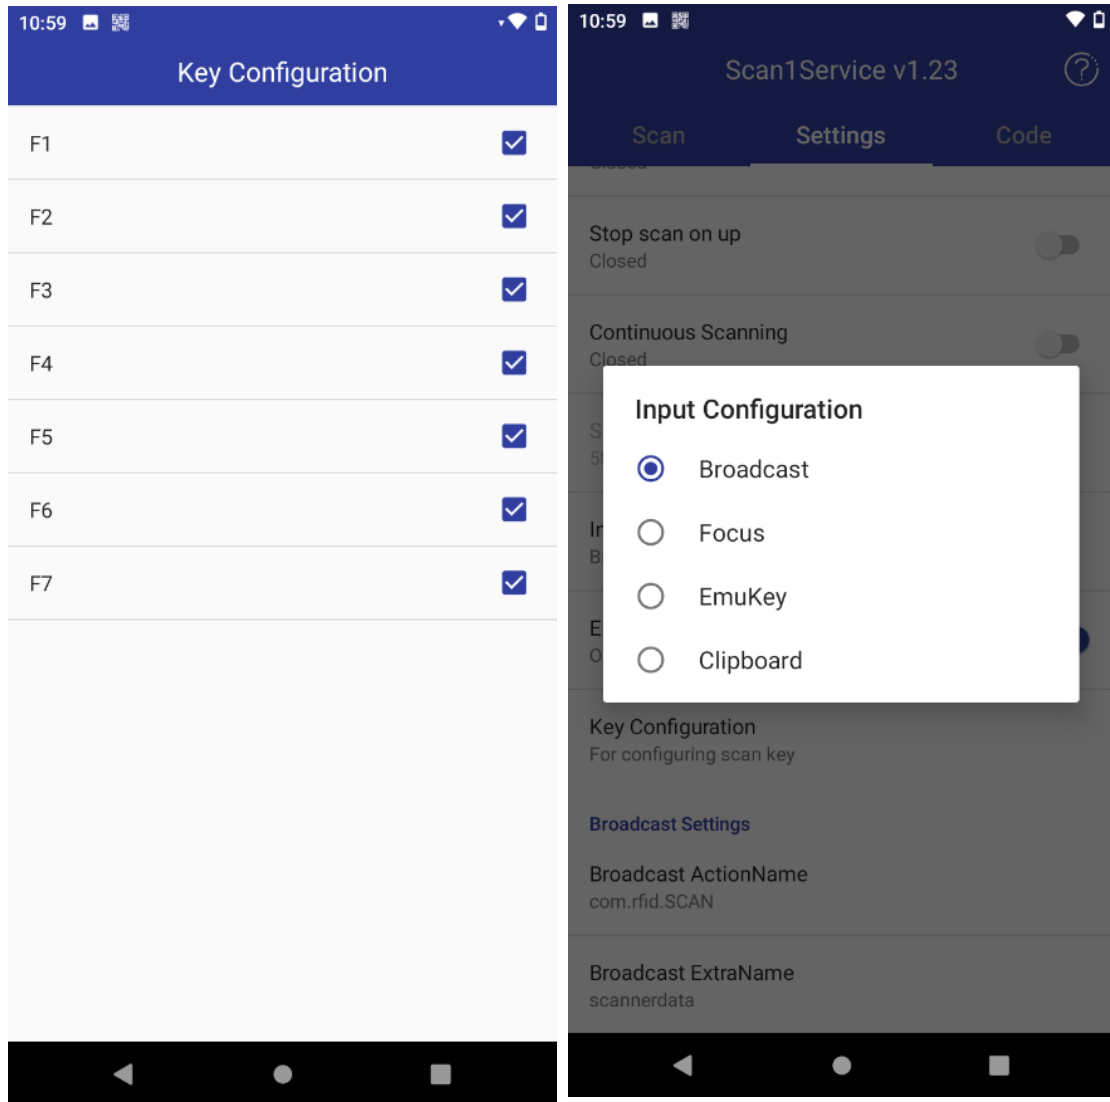 10:59
Key Configuration
F1
F2
F3
F4
F5
F6
F7
10:59
Scan1Service v1.23
Scan
Settings
Code
Closed
Stop scan on up
Closed
Continuous Scanning
Closed
Input Configuration
Broadcast
Focus
EmuKey
Clipboard
Key Configuration
For configuring scan key
Broadcast Settings
Broadcast ActionName
com.rfid.SCAN
Broadcast ExtraName
scannerdata